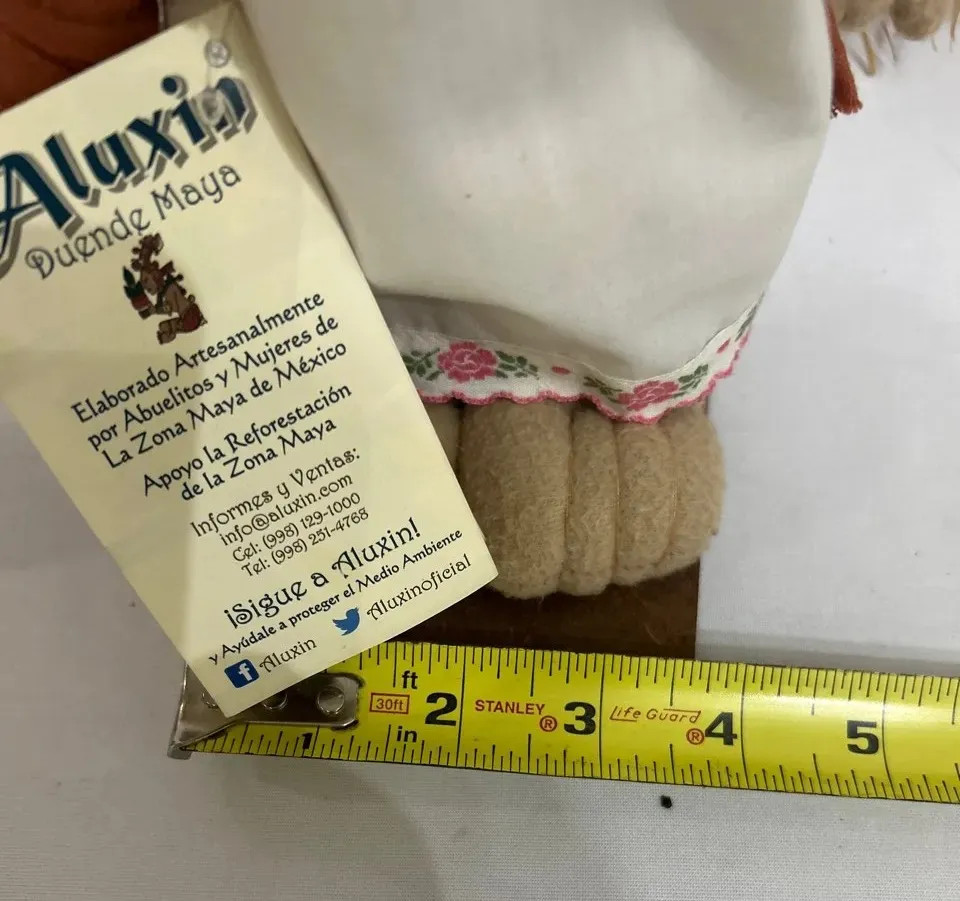 Aluxin®
Duende Maya
Elaborado Artesanalmente
por Abuelitos y Mujeres de
La Zona Maya de México
Apoyo la Reforestación
de la Zona Maya
Informes y Ventas:
info@aluxin.com
Cel: (998) 129-1000
Tel: (998) 251-4768
¡Sigue a Aluxin!
y Ayúdale a proteger el Medio Ambiente
f Aluxin
Aluxinoficial
ft
30ft
in
1 2 STANLEY® 3 Life Guard® 4 5